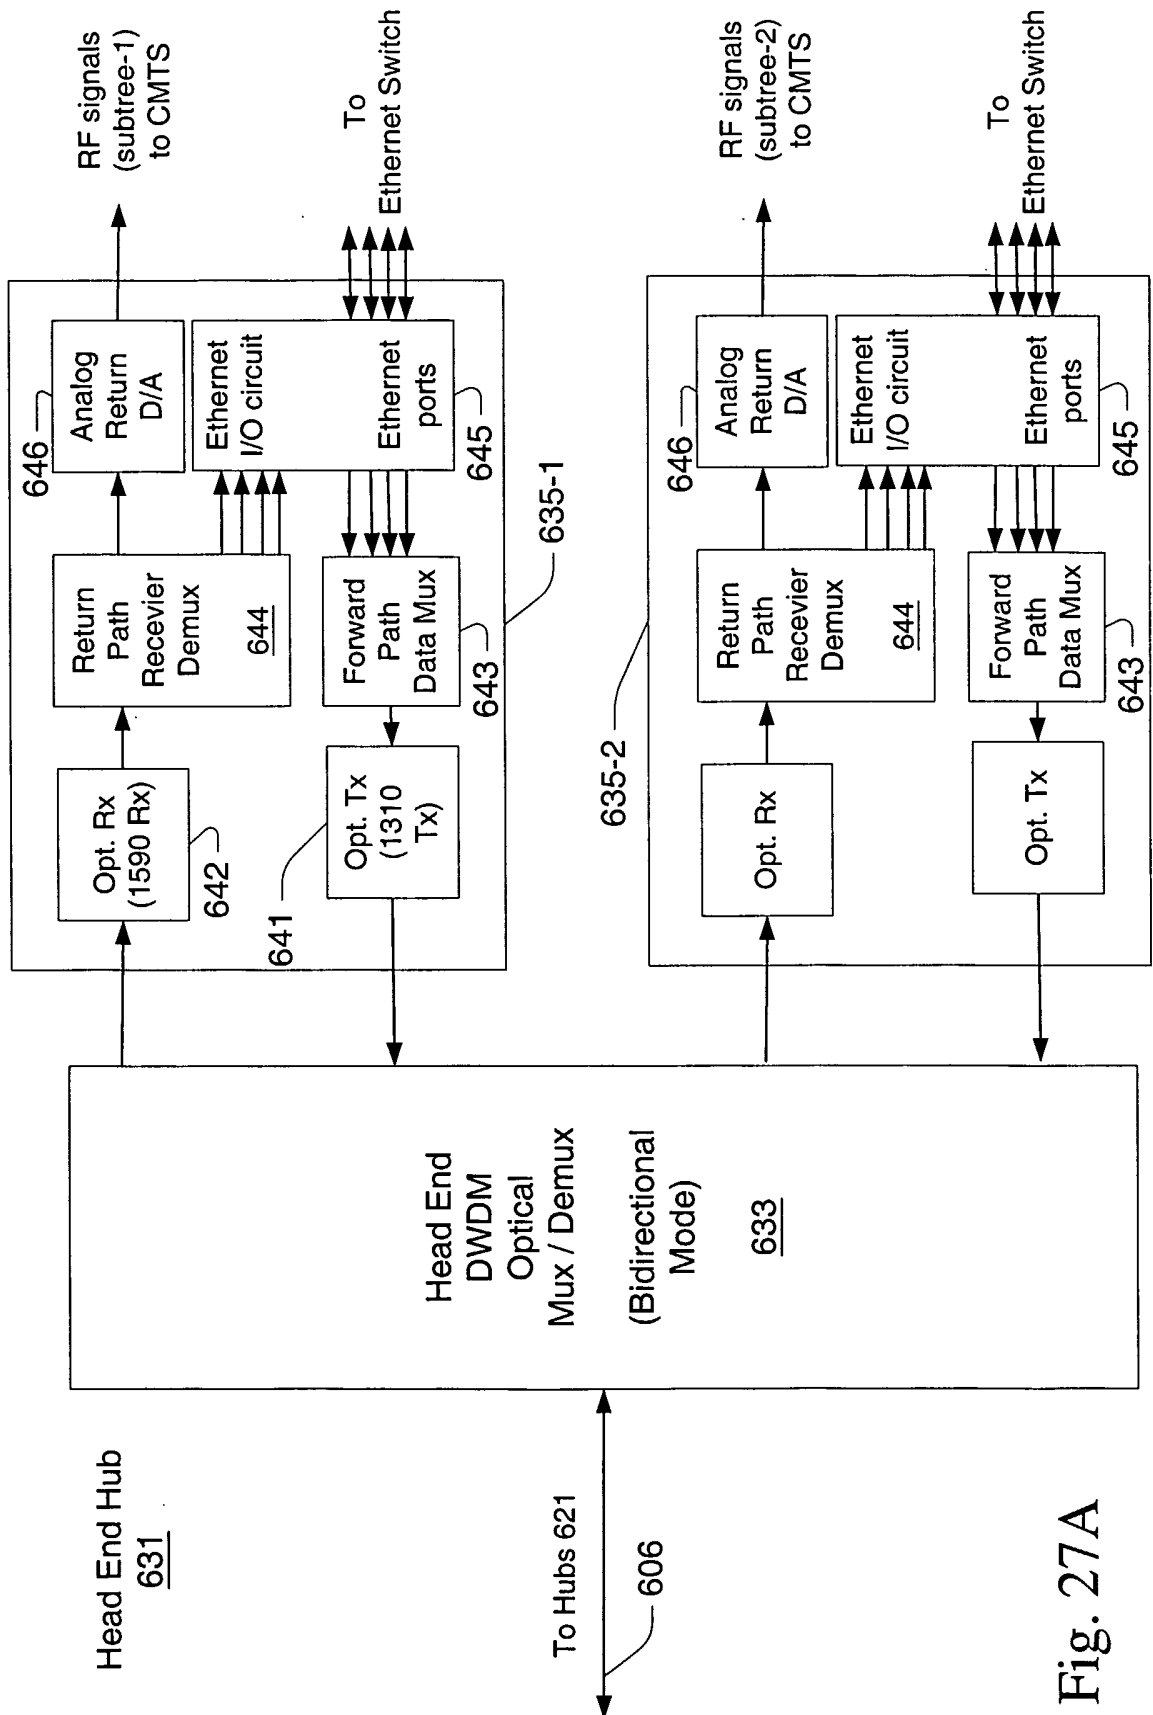 Head End Hub
631
To Hubs 621
606
Head End
DWDM
Optical
Mux / Demux
(Bidirectional
Mode)
633
Opt. Rx
(1590 Rx)
642
Return
Path
Recevier
Demux
644
646
Analog
Return
D/A
RF signals
(subtree-1)
to CMTS
641
Opt. Tx
(1310
Tx)
Forward
Path
Data Mux
643
Ethernet
I/O circuit
Ethernet
ports
645
To
Ethernet Switch
635-1
635-2
Opt. Rx
Return
Path
Recevier
Demux
644
646
Analog
Return
D/A
RF signals
(subtree-2)
to CMTS
Opt. Tx
Forward
Path
Data Mux
643
Ethernet
I/O circuit
Ethernet
ports
645
To
Ethernet Switch
Fig. 27A